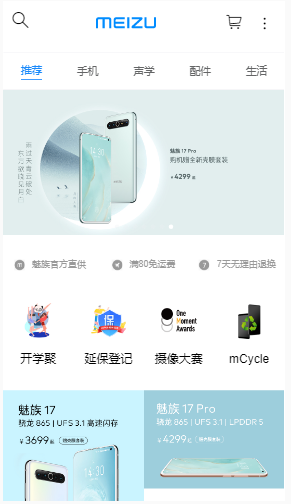 MEIZU
推荐 手机 声学 配件 生活
魅族 17 Pro
购机赠全新壳膜套装
¥4299起
魅族官方直供 满80免运费 7天无理由退换
开学聚 延保登记 One Moment Awards 摄像大赛 mCycle
魅族 17
骁龙 865 | UFS 3.1 高速闪存
¥3699起
魅族 17 Pro
骁龙 865 | UFS 3.1 | LPDDR 5
¥4299起